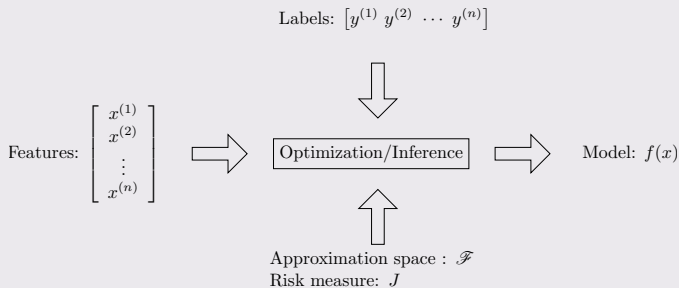 Labels: [y^{(1)} y^{(2)} ⋯ y^{(n)}]
Features: [x^{(1)}
x^{(2)}
⋮
x^{(n)}]
Optimization/Inference
Model: f(x)
Approximation space : ℱ
Risk measure: J